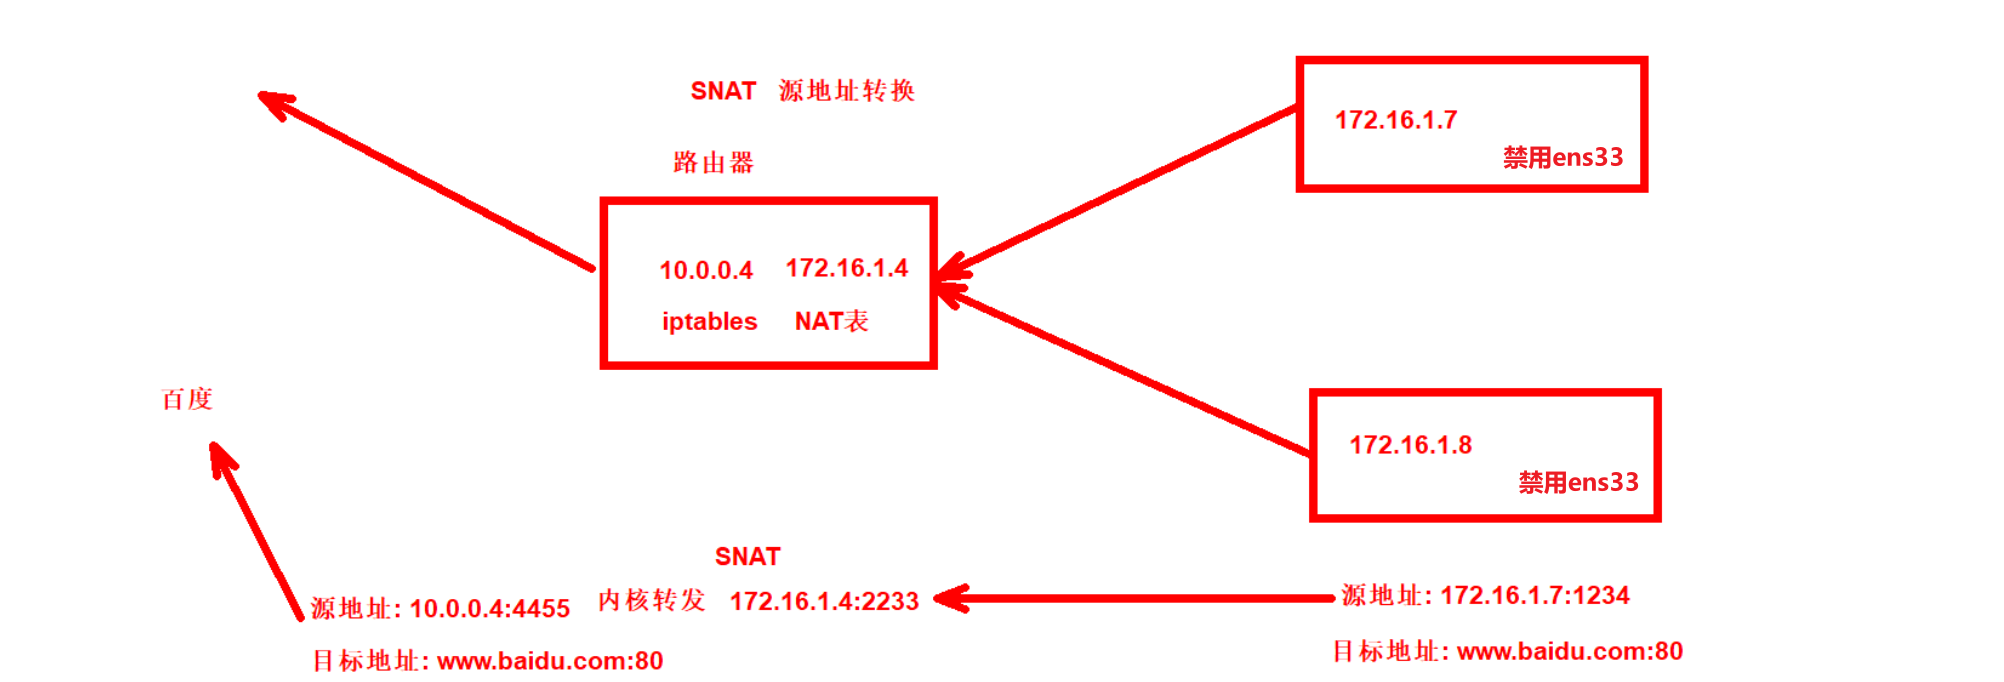 SNAT 源地址转换
路由器
172.16.1.7
禁用ens33
10.0.0.4 172.16.1.4
iptables NAT表
百度
172.16.1.8
禁用ens33
SNAT
源地址: 10.0.0.4:4455 内核转发 172.16.1.4:2233 源地址: 172.16.1.7:1234
目标地址: www.baidu.com:80 目标地址: www.baidu.com:80